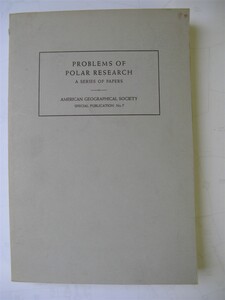 PROBLEMS OF
POLAR RESEARCH
A SERIES OF PAPERS
AMERICAN GEOGRAPHICAL SOCIETY
SPECIAL PUBLICATION No. 7